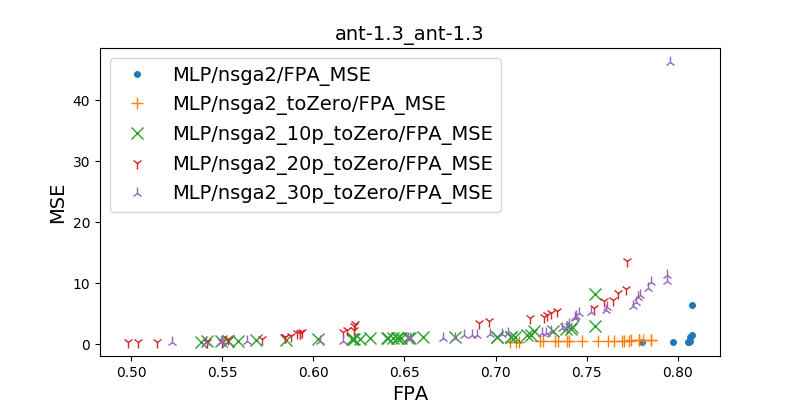 ant-1.3_ant-1.3
MLP/nsga2/FPA_MSE
MLP/nsga2_toZero/FPA_MSE
MLP/nsga2_10p_toZero/FPA_MSE
MLP/nsga2_20p_toZero/FPA_MSE
MLP/nsga2_30p_toZero/FPA_MSE
MSE
40
30
20
10
0
0.50 0.55 0.60 0.65 0.70 0.75 0.80
FPA